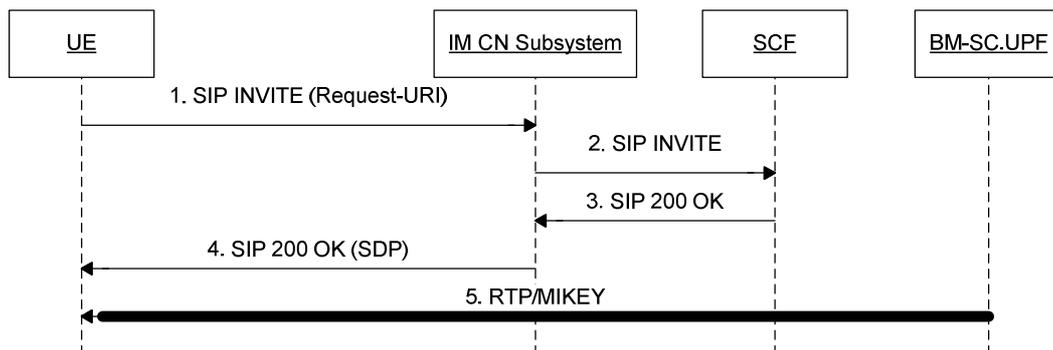 UE
IM CN Subsystem
SCF
BM-SC.UPF
1. SIP INVITE (Request-URI)
2. SIP INVITE
3. SIP 200 OK
4. SIP 200 OK (SDP)
5. RTP/MIKEY